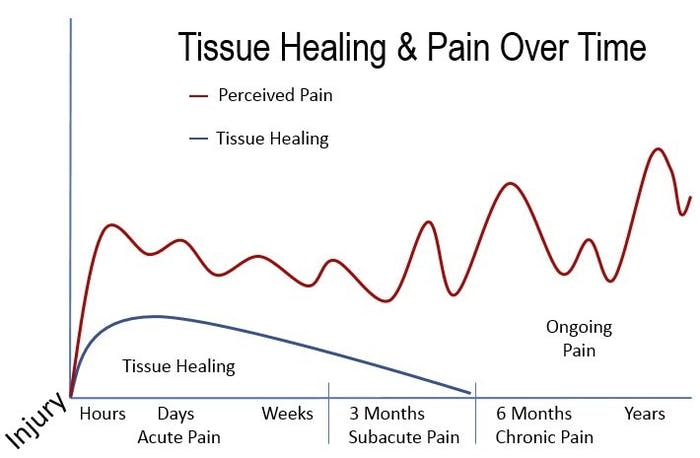 Tissue Healing & Pain Over Time
Perceived Pain
Tissue Healing
Tissue Healing
Ongoing
Pain
Injury
Hours Days Weeks 3 Months 6 Months Years
Acute Pain Subacute Pain Chronic Pain